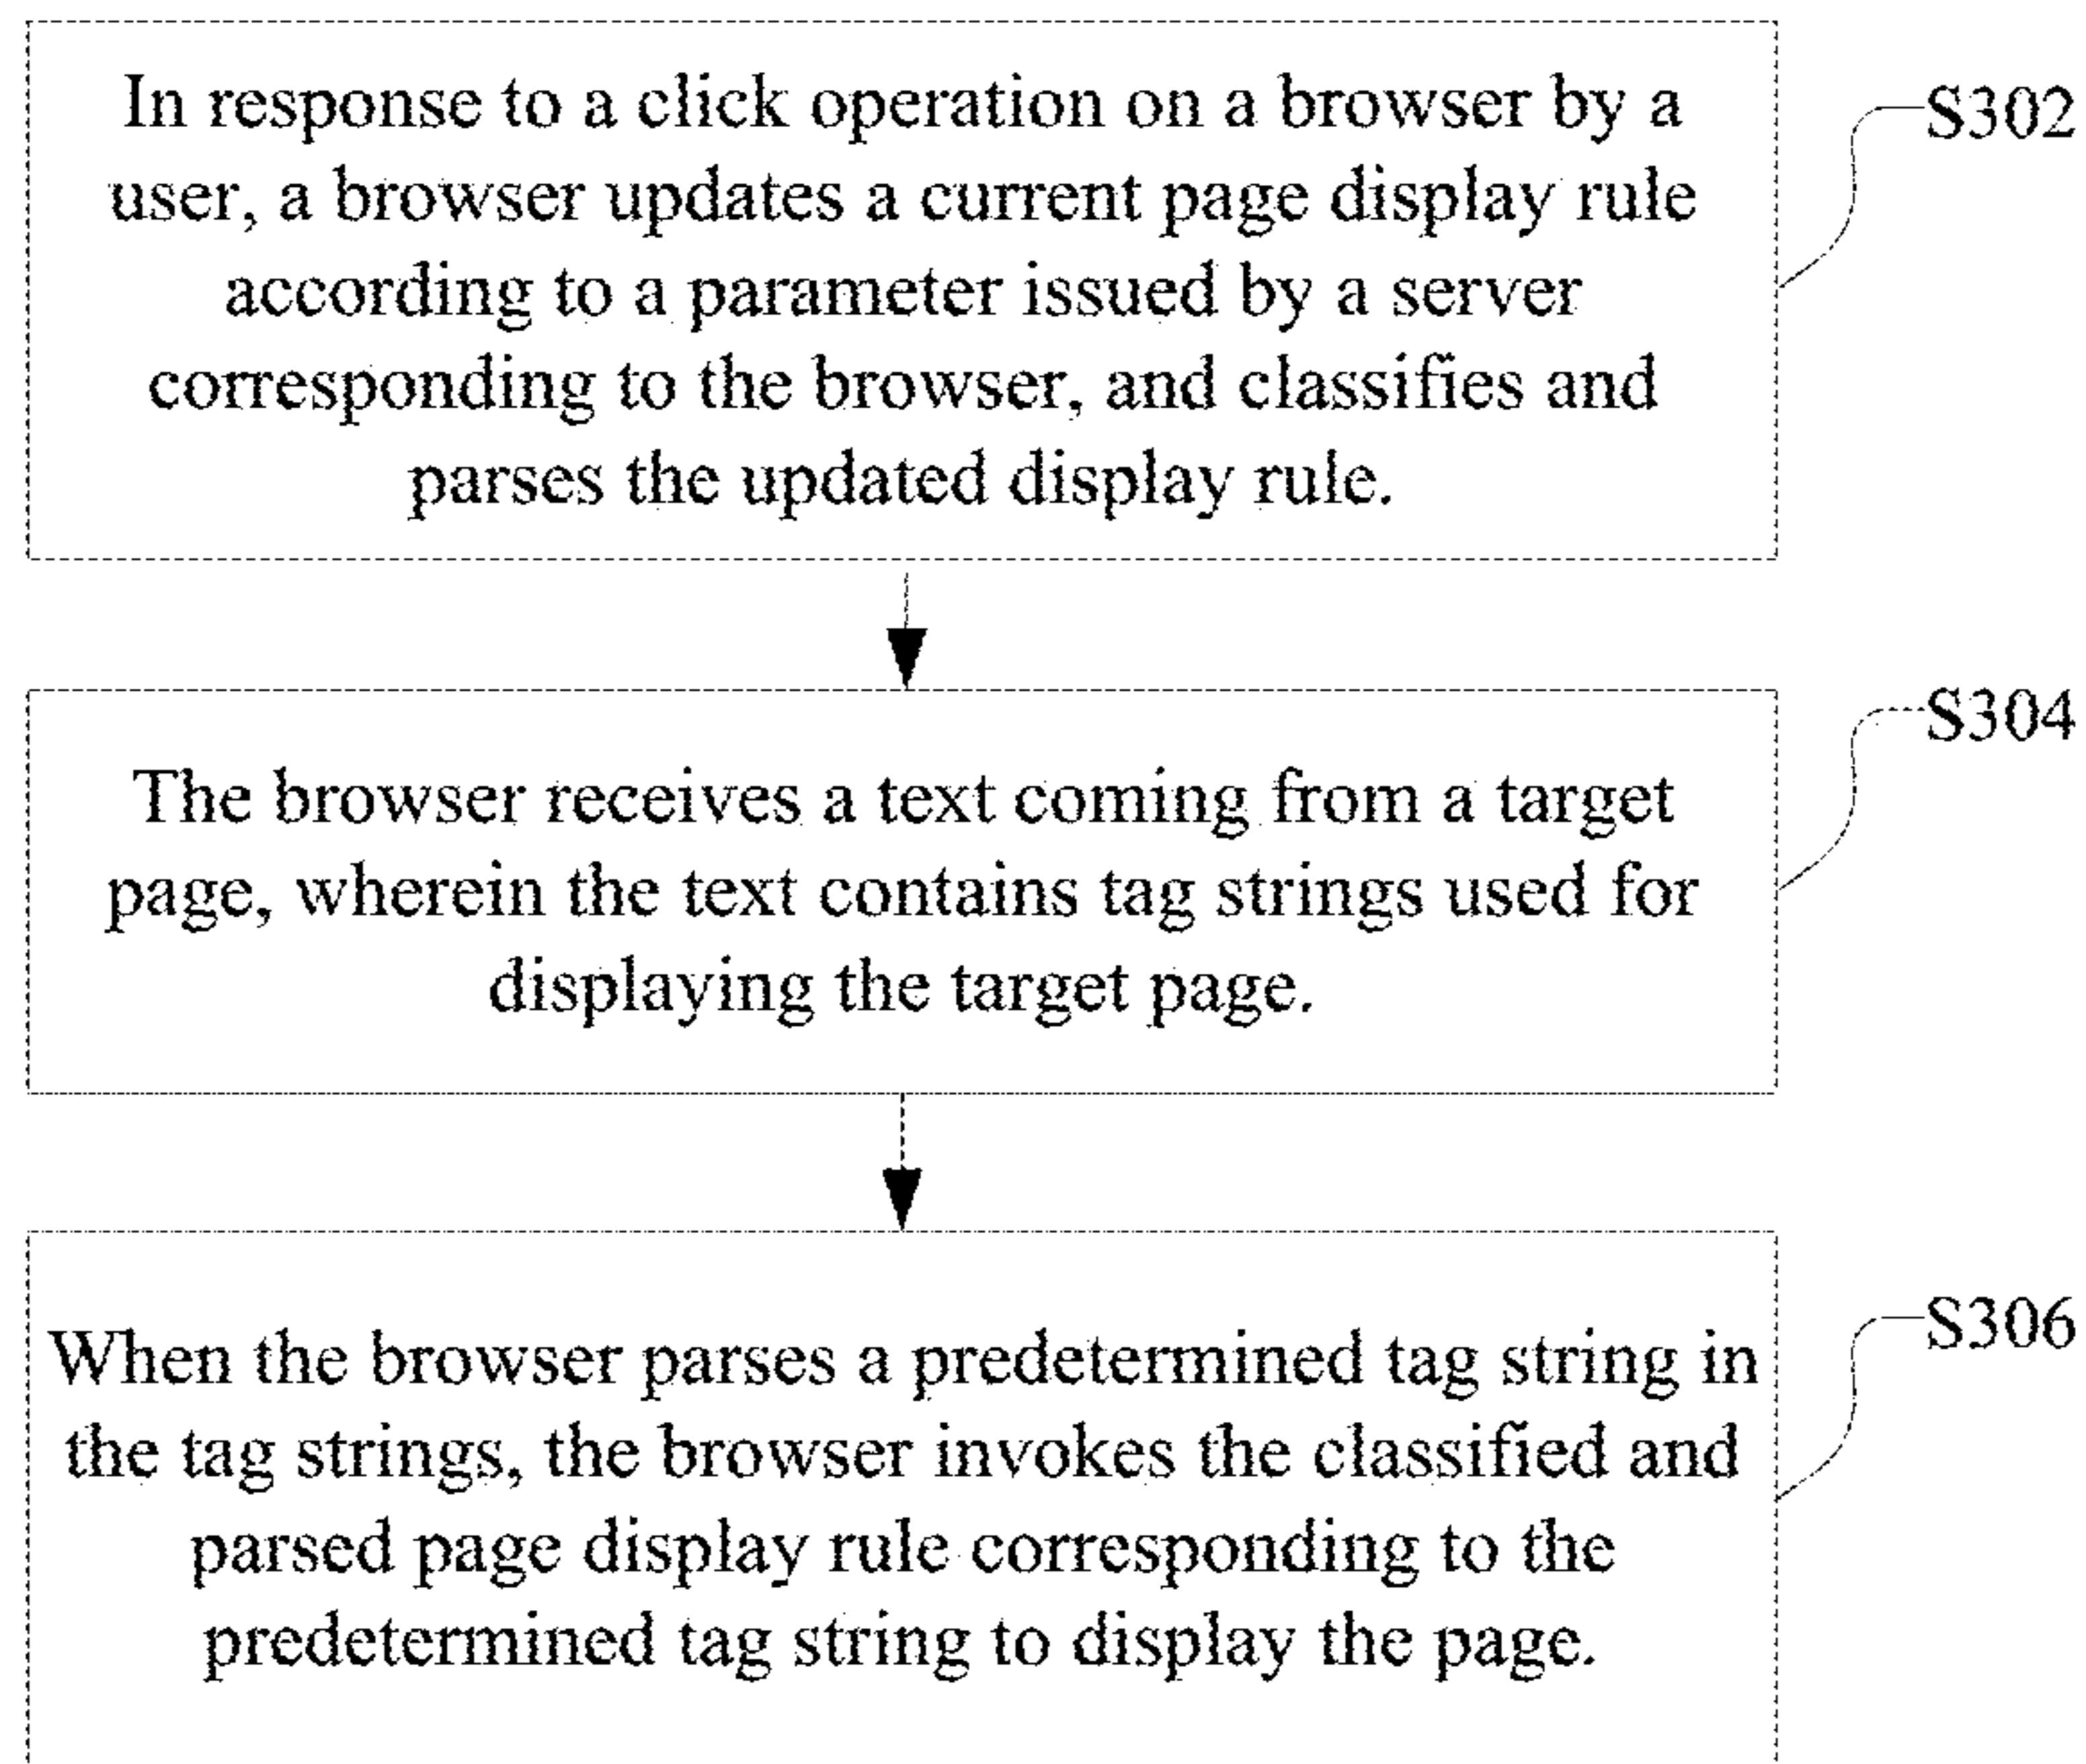 In response to a click operation on a browser by a
user, a browser updates a current page display rule
according to a parameter issued by a server
corresponding to the browser, and classifies and
parses the updated display rule.
S302
The browser receives a text coming from a target
page, wherein the text contains tag strings used for
displaying the target page.
S304
When the browser parses a predetermined tag string in
the tag strings, the browser invokes the classified and
parsed page display rule corresponding to the
predetermined tag string to display the page.
S306